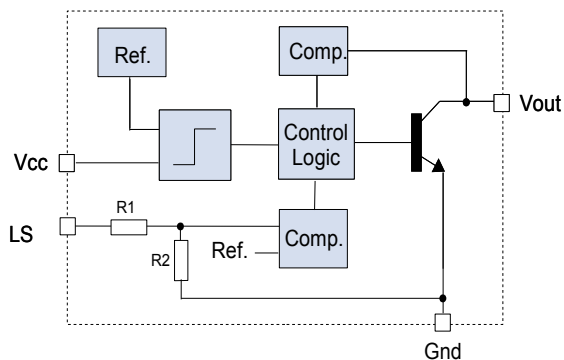 Ref.
Comp.
Vout
Control
Logic
Vcc
LS
R1
R2
Ref.
Comp.
Gnd